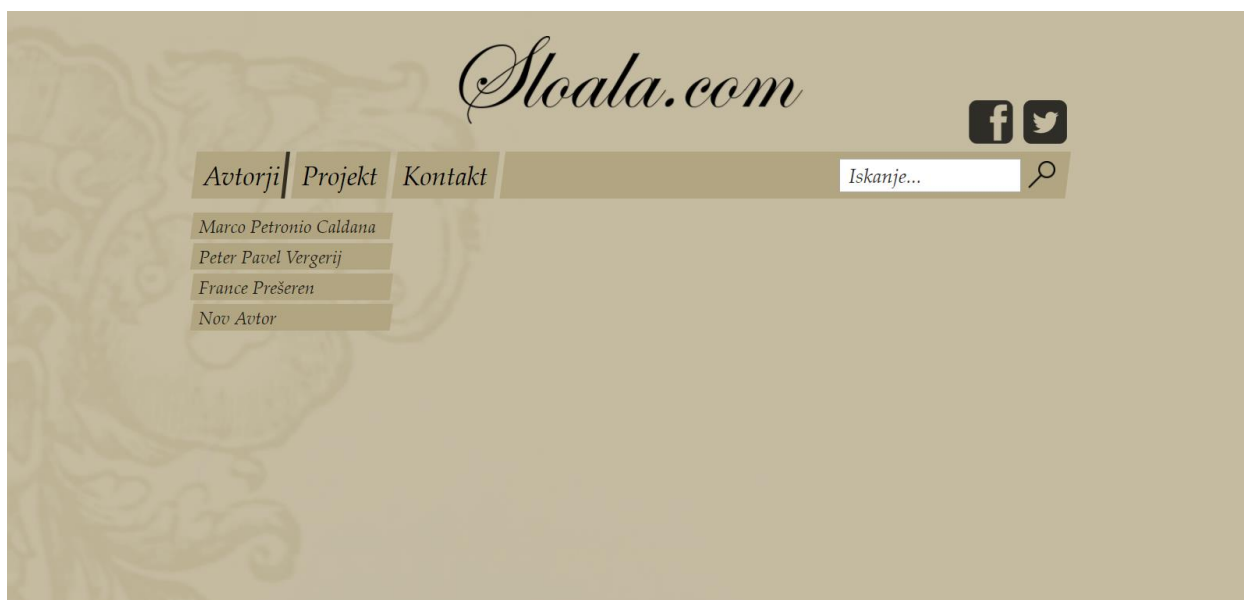 Sloala.com
Avtorji Projekt Kontakt Iskanje...
Marco Petronio Caldana
Peter Pavel Vergerij
France Prešeren
Nov Avtor